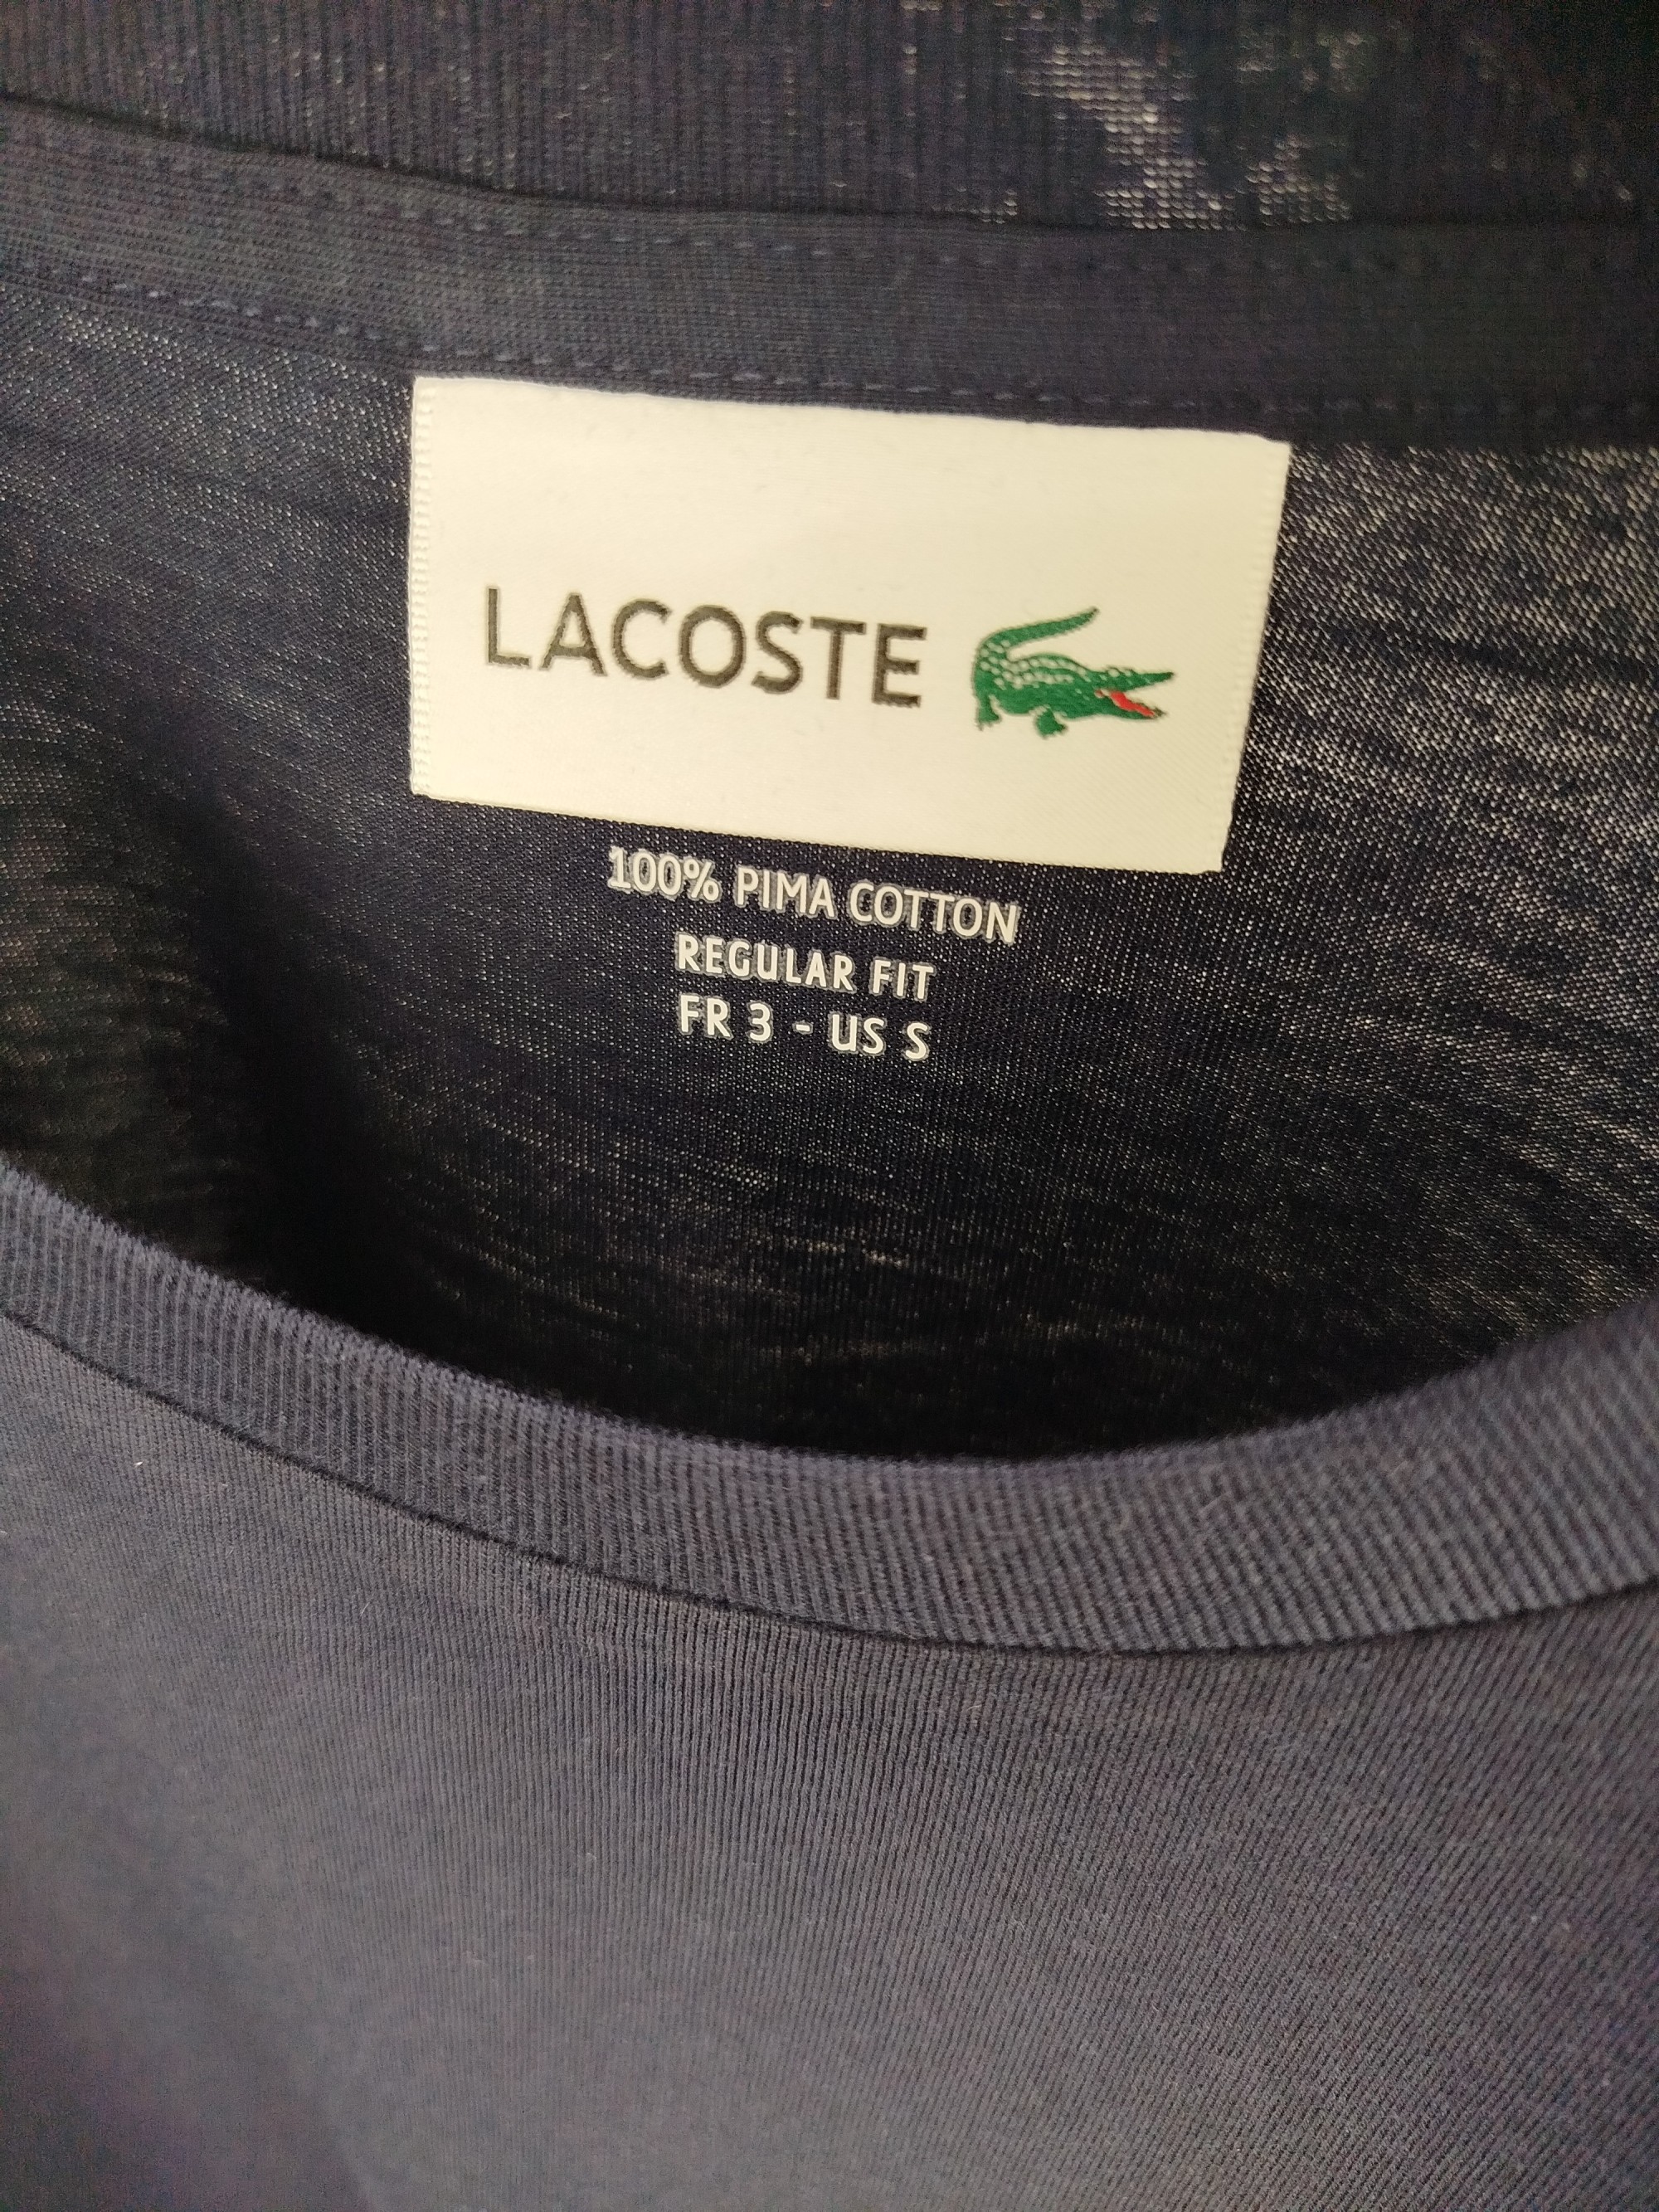 LACOSTE
100% PIMA COTTON
REGULAR FIT
FR 3 - US S